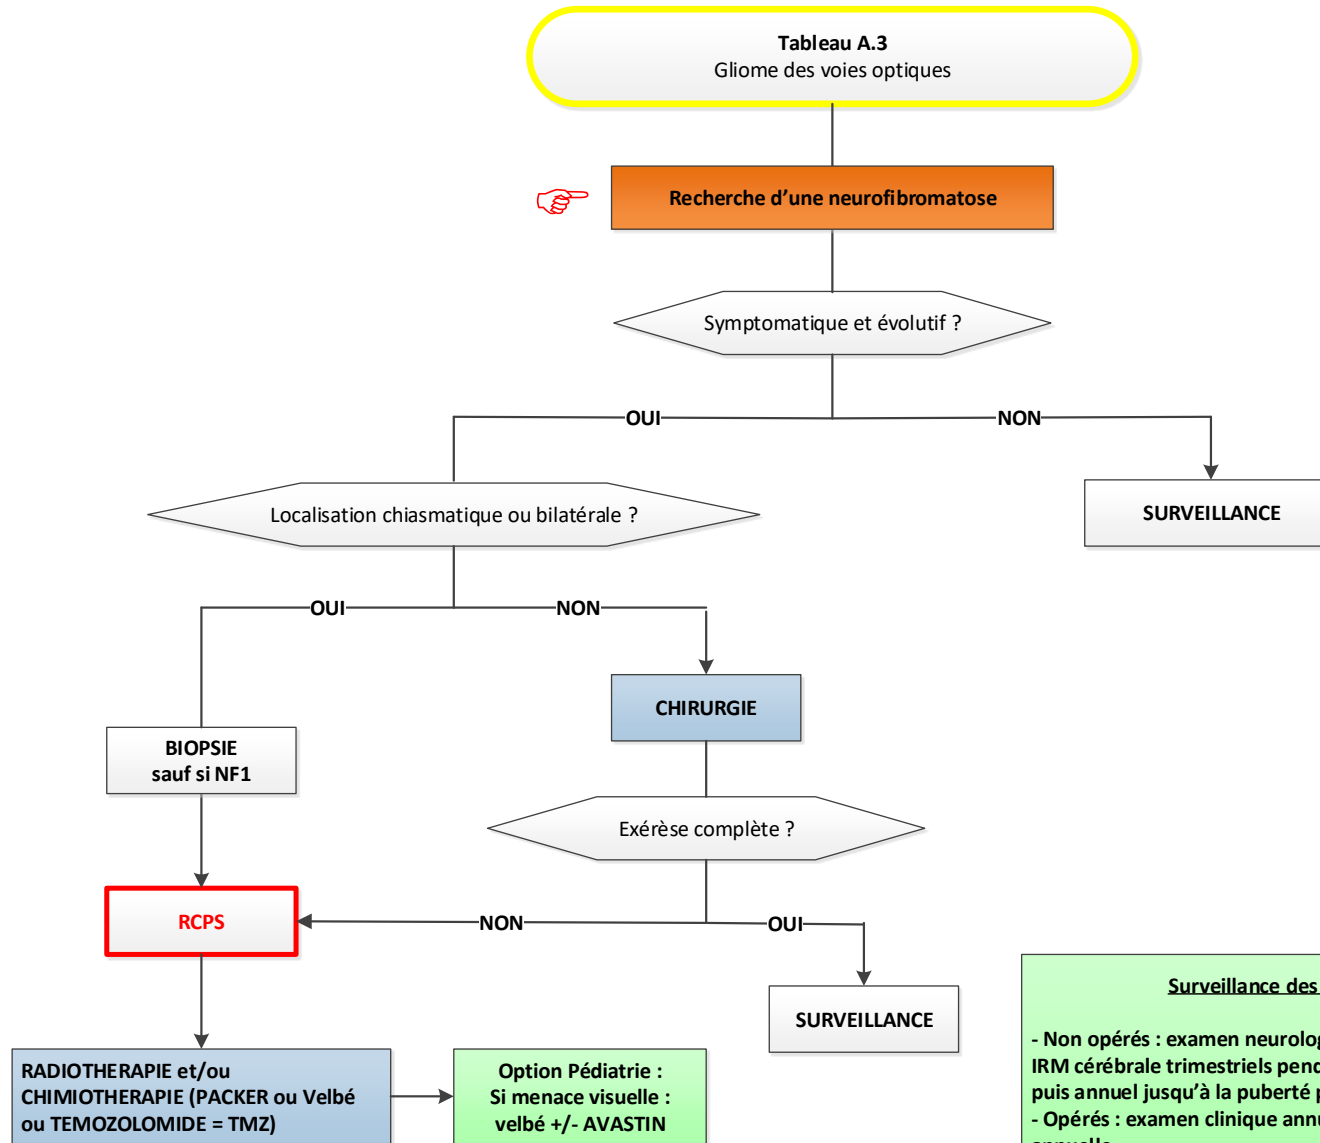 Tableau A.3
Gliome des voies optiques
Recherche d’une neurofibromatose
Symptomatique et évolutif ?
OUI
NON
Localisation chiasmatique ou bilatérale ?
SURVEILLANCE
OUI
NON
CHIRURGIE
BIOPSIE
sauf si NF1
Exérèse complète ?
RCPS
NON
OUI
SURVEILLANCE
RADIOTHERAPIE et/ou
CHIMIOTHERAPIE (PACKER ou Velbé
ou TEMOZOLOMIDE = TMZ)
Option Pédiatrie :
Si menace visuelle :
velbé +/- AVASTIN
Surveillance des
- Non opérés : examen
IRM cérébrale trimestriels
puis annuel jusqu’à la puberté
- Opérés : examen clinique